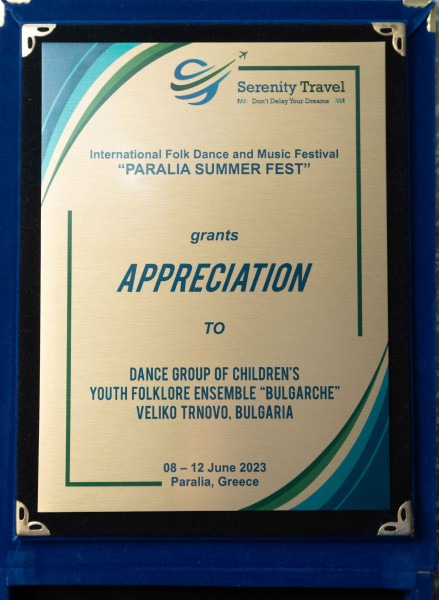 Serenity Travel
Don't Delay Your Dreams
International Folk Dance and Music Festival
“PARALIA SUMMER FEST”
grants
APPRECIATION
TO
DANCE GROUP OF CHILDREN'S
YOUTH FOLKLORE ENSEMBLE “BULGARCHE”
VELIKO TRNOVO, BULGARIA
08 – 12 June 2023
Paralia, Greece